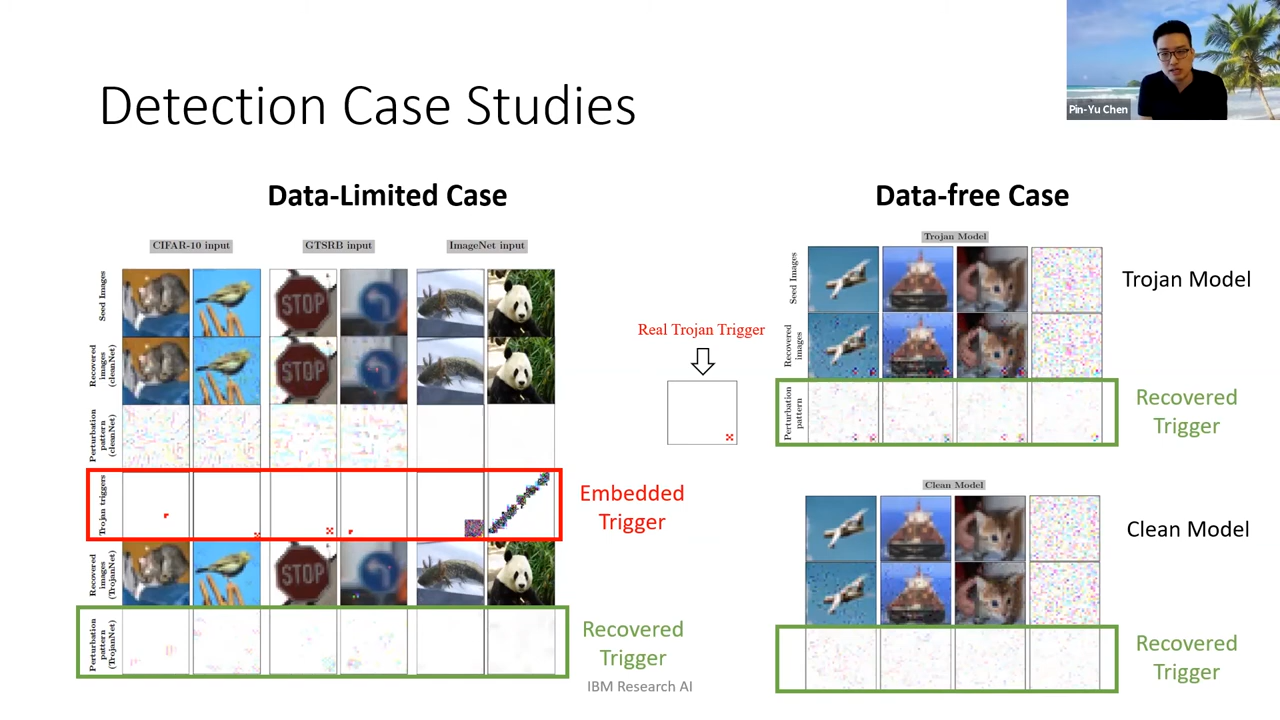 Pin-Yu Chen
Detection Case Studies
Data-Limited Case
CIFAR-10 input
GTSRB input
ImageNet input
Seed Images
Recovered
images
(cleanNet)
Perturbation
pattern
(cleanNet)
Trojan triggers
Recovered
images
(TrojanNet)
Perturbation
pattern
(TrojanNet)
STOP
STOP
STOP
Embedded
Trigger
Recovered
Trigger
Real Trojan Trigger
Data-free Case
Trojan Model
Seed Images
Recovered
images
Perturbation
pattern
Trojan Model
Recovered
Trigger
Clean Model
Clean Model
Recovered
Trigger
IBM Research AI